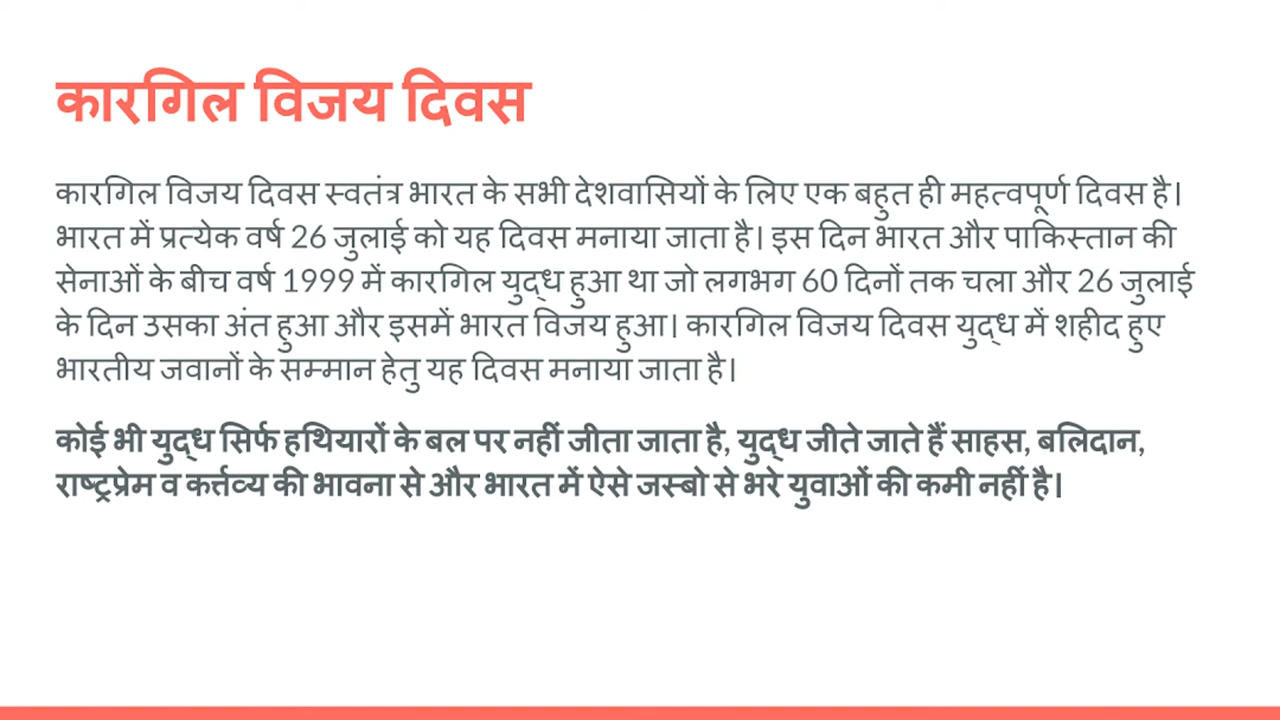 कारगिल विजय दिवस
कारगिल विजय दिवस स्वतंत्र भारत के सभी देशवासियों के लिए एक बहुत ही महत्वपूर्ण दिवस है।
भारत में प्रत्येक वर्ष 26 जुलाई को यह दिवस मनाया जाता है। इस दिन भारत और पाकिस्तान की
सेनाओं के बीच वर्ष 1999 में कारगिल युद्ध हुआ था जो लगभग 60 दिनों तक चला और 26 जुलाई
के दिन उसका अंत हुआ और इसमें भारत विजय हुआ। कारगिल विजय दिवस युद्ध में शहीद हुए
भारतीय जवानों के सम्मान हेतु यह दिवस मनाया जाता है।
कोई भी युद्ध सिर्फ हथियारों के बल पर नहीं जीता जाता है, युद्ध जीते जाते हैं साहस, बलिदान,
राष्ट्रप्रेम व कर्त्तव्य की भावना से और भारत में ऐसे जस्बो से भरे युवाओं की कमी नहीं है।